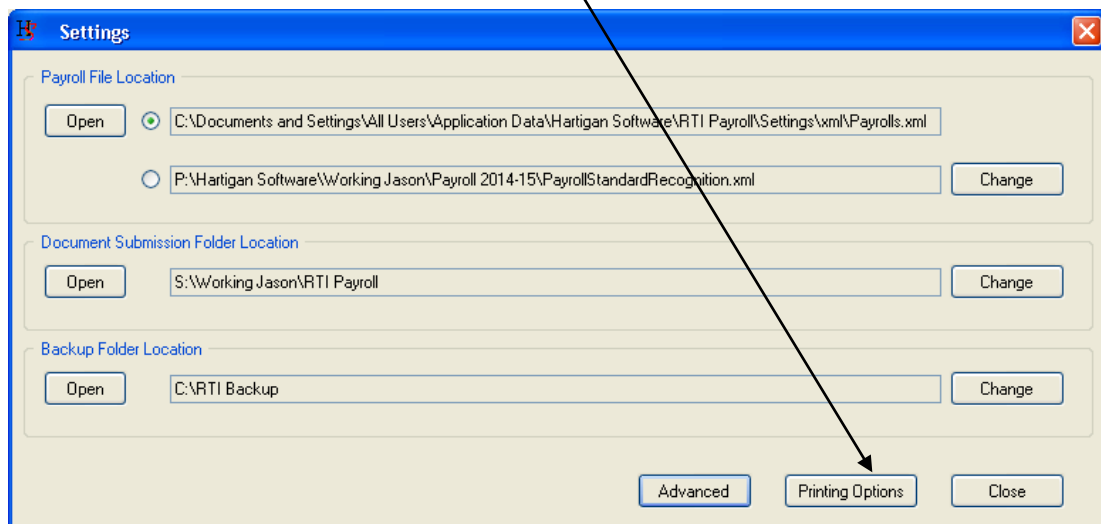 Settings
Payroll File Location
Open C:\Documents and Settings\All Users\Application Data\Hartigan Software\RTI Payroll\Settings\xml\Payrolls.xml
P:\Hartigan Software\Working Jason\Payroll 2014-15\PayrollStandardRecognition.xml Change
Document Submission Folder Location
Open S:\Working Jason\RTI Payroll Change
Backup Folder Location
Open C:\RTI Backup Change
Advanced Printing Options Close